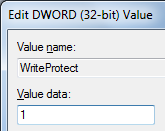 Edit DWORD (32-bit) Value
Value name:
WriteProtect
Value data:
1